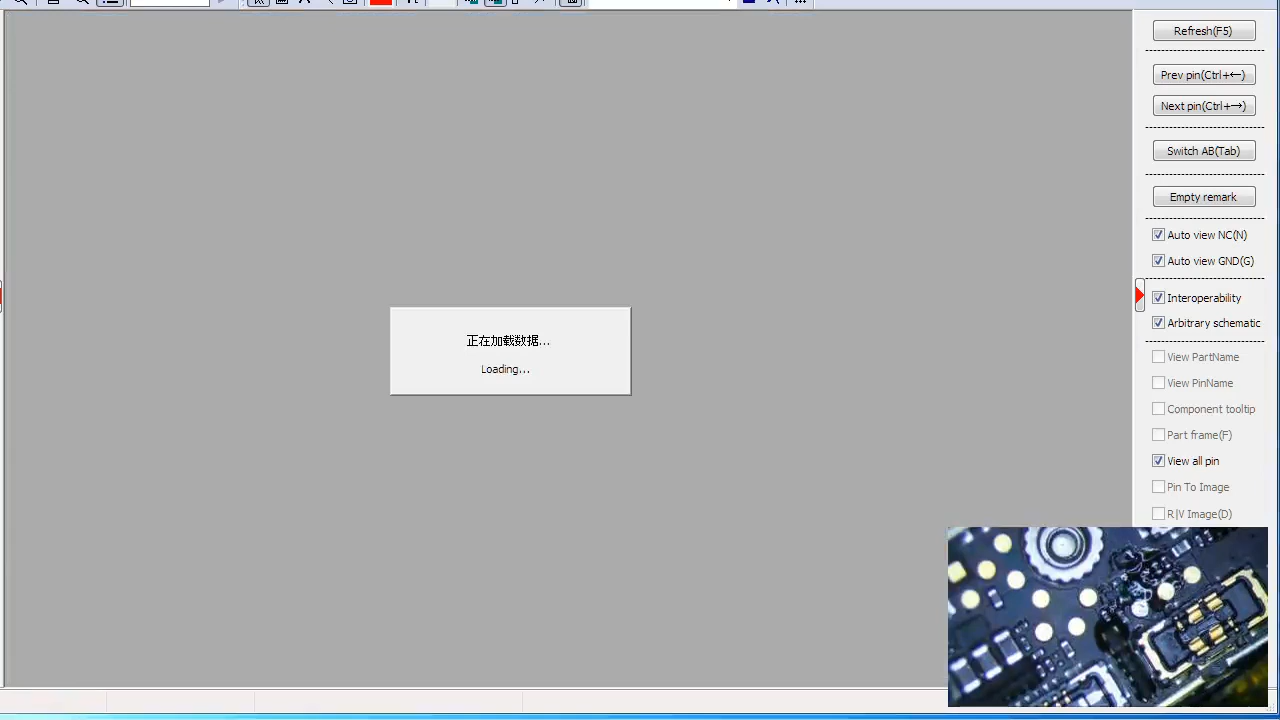 Refresh(F5)
Prev pin(Ctrl+←)
Next pin(Ctrl+→)
Switch AB(Tab)
Empty remark
Auto view NC(N)
Auto view GND(G)
Interoperability
Arbitrary schematic
View PartName
View PinName
Component tooltip
Part frame(F)
View all pin
Pin To Image
R|V Image(D)
正在加载数据...
Loading...